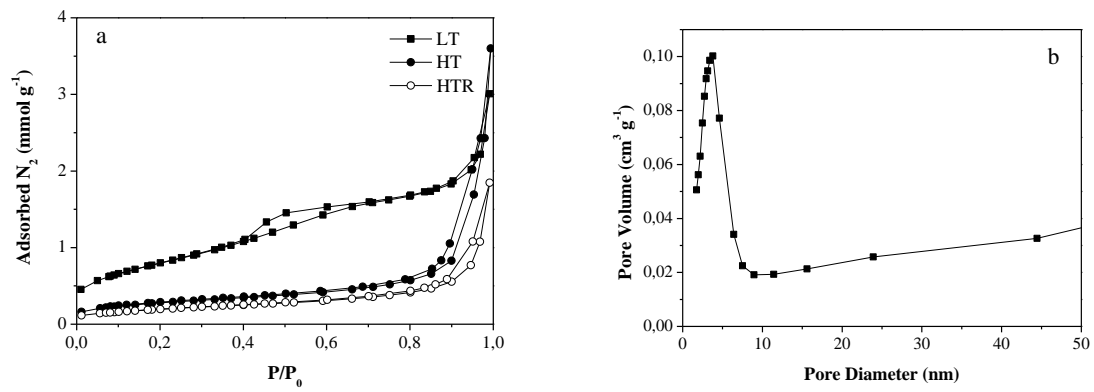 a
LT
HT
HTR
4
3
2
1
0
0,0 0,2 0,4 0,6 0,8 1,0
Adsorbed N2 (mmol g-1)
P/P0
b
0,10
0,08
0,06
0,04
0,02
0,00
0 10 20 30 40 50
Pore Volume (cm3 g-1)
Pore Diameter (nm)